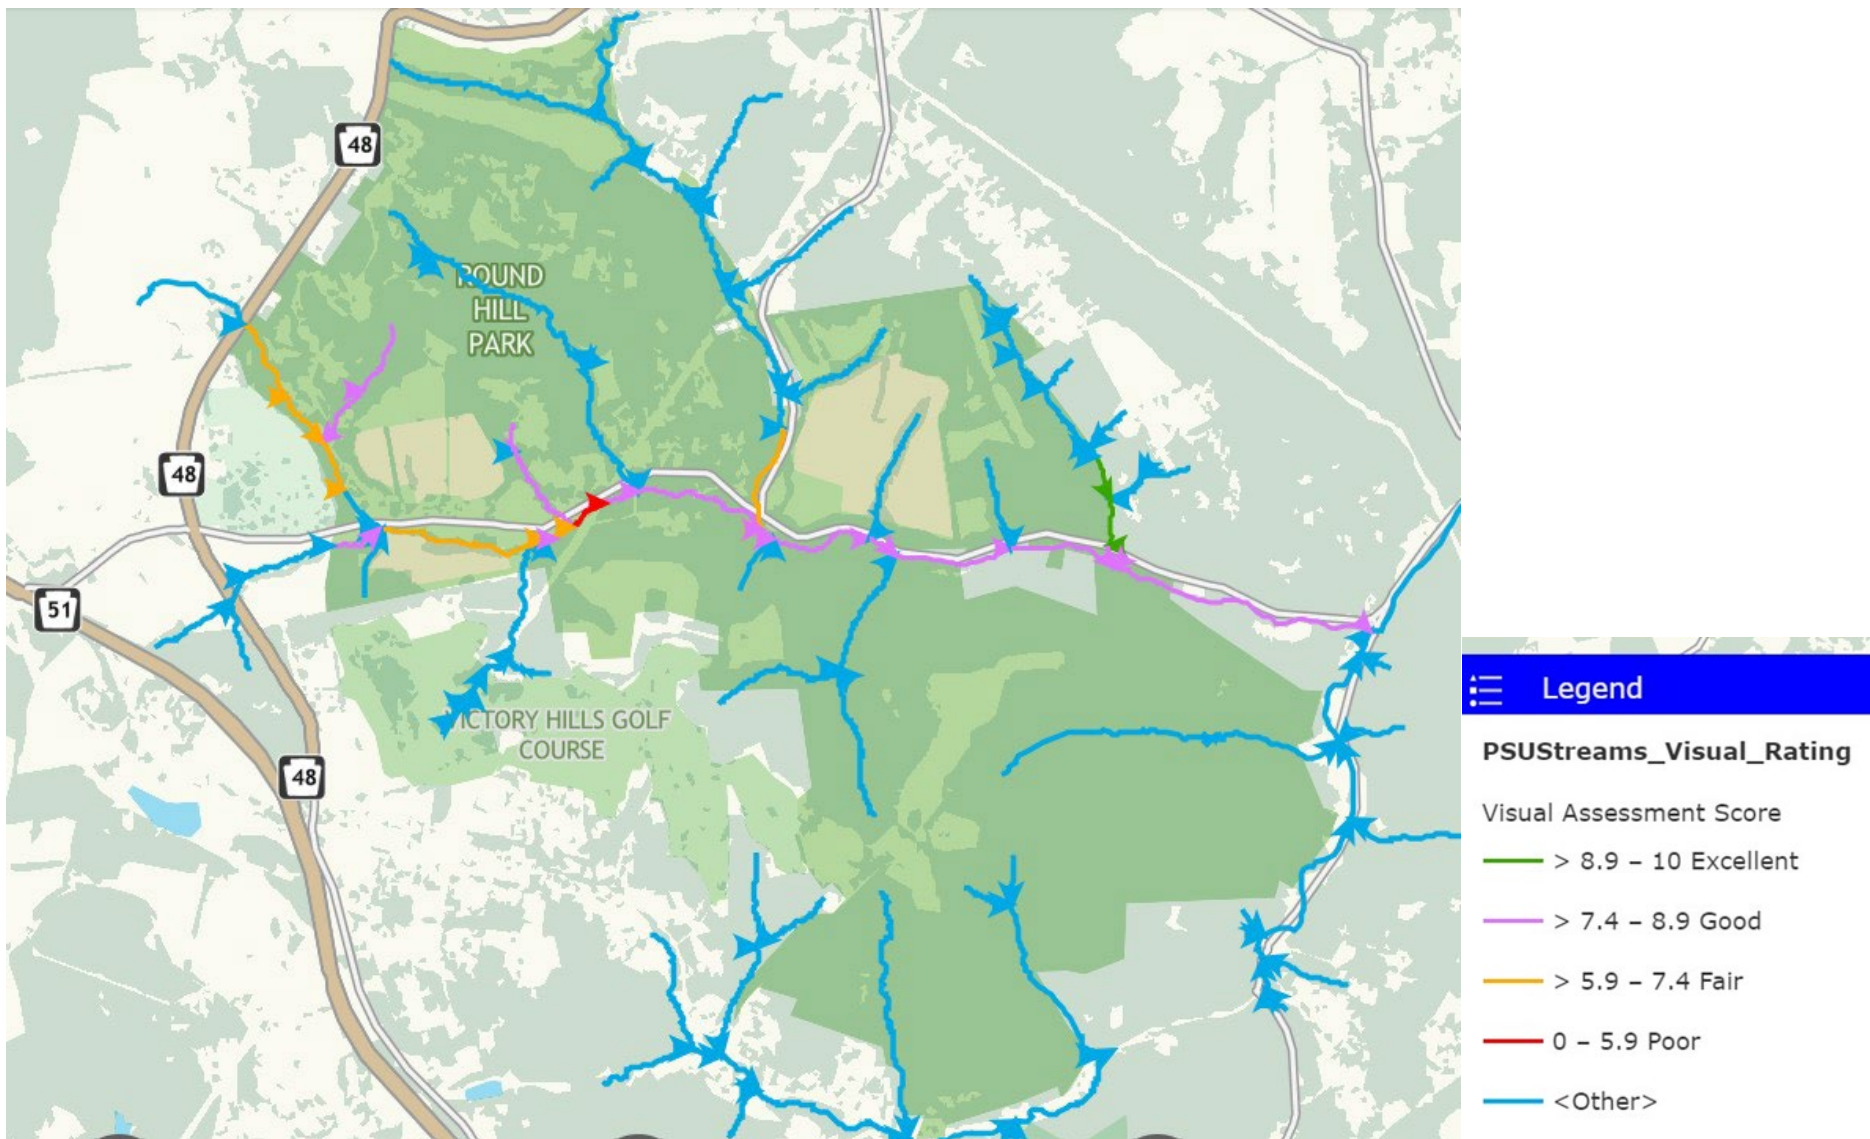 48
ROUND
HILL
PARK
48
51
VICTORY HILLS GOLF
COURSE
48
Legend
PSUStreams_Visual_Rating
Visual Assessment Score
> 8.9 – 10 Excellent
> 7.4 – 8.9 Good
> 5.9 – 7.4 Fair
0 – 5.9 Poor
<Other>